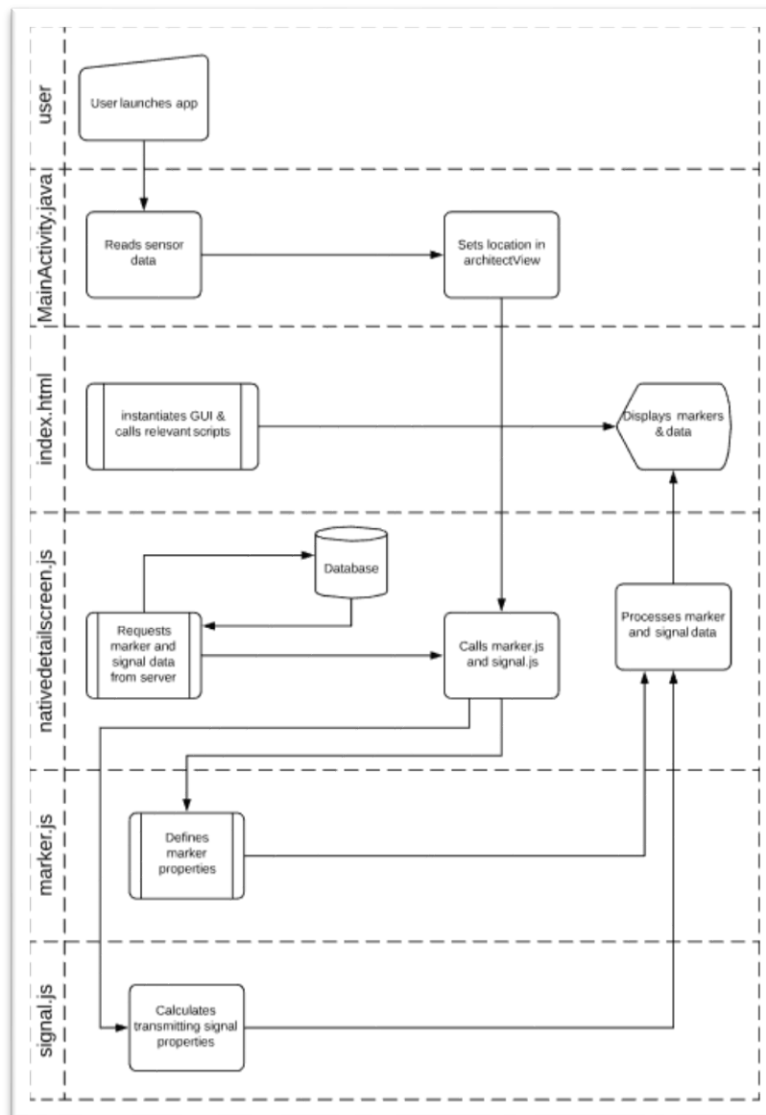 user
User launches app
MainActivity.java
Reads sensor
data
Sets location in
architectView
index.html
instantiates GUI &
calls relevant scripts
Displays markers
& data
nativedetailscreen.js
Database
Requests
marker and
signal data
from server
Calls marker.js
and signal.js
Processes marker
and signal data
marker.js
Defines
marker
properties
signal.js
Calculates
transmitting signal
properties